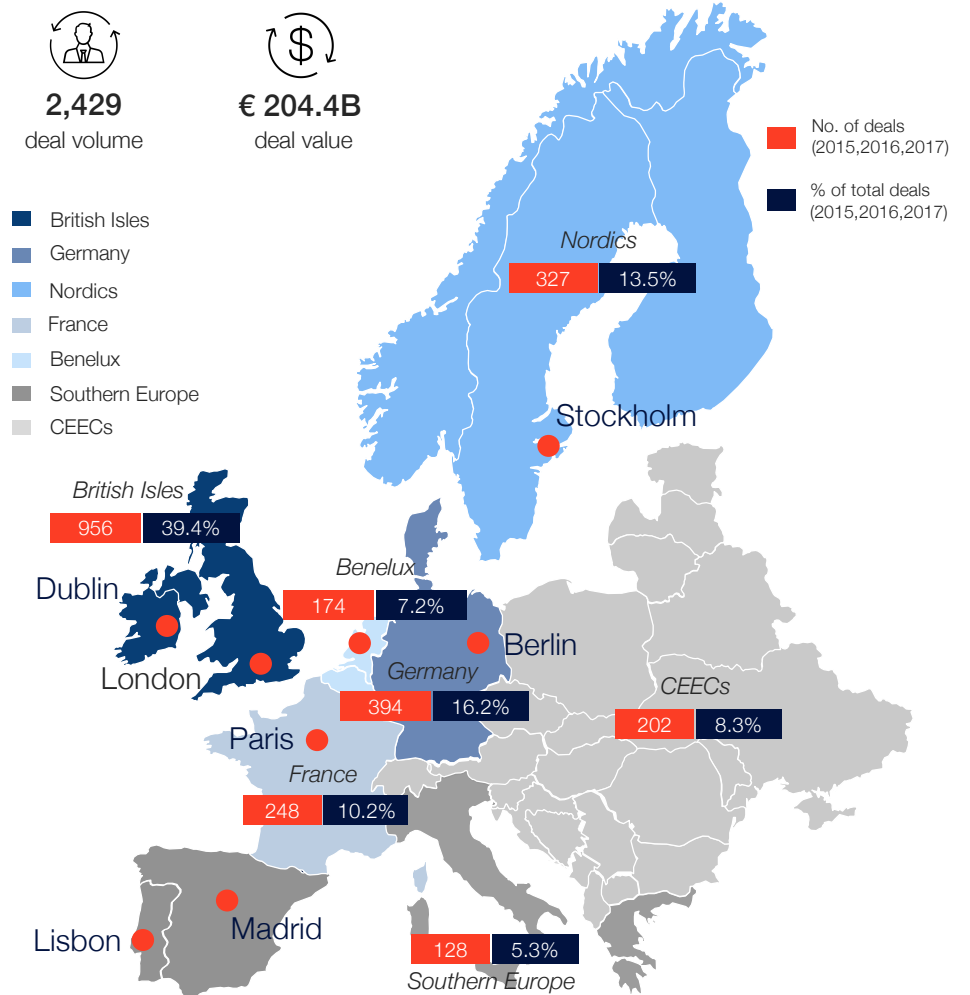 2,429
deal volume
€ 204.4B
deal value
No. of deals
(2015,2016,2017)
% of total deals
(2015,2016,2017)
British Isles
Germany
Nordics
France
Benelux
Southern Europe
CEECs
Nordics
327 13.5%
Stockholm
British Isles
956 39.4%
Benelux
174 7.2%
Dublin
Berlin
London
Germany
394 16.2%
CEECs
202 8.3%
Paris
France
248 10.2%
Madrid
Lisbon
128 5.3%
Southern Europe
$